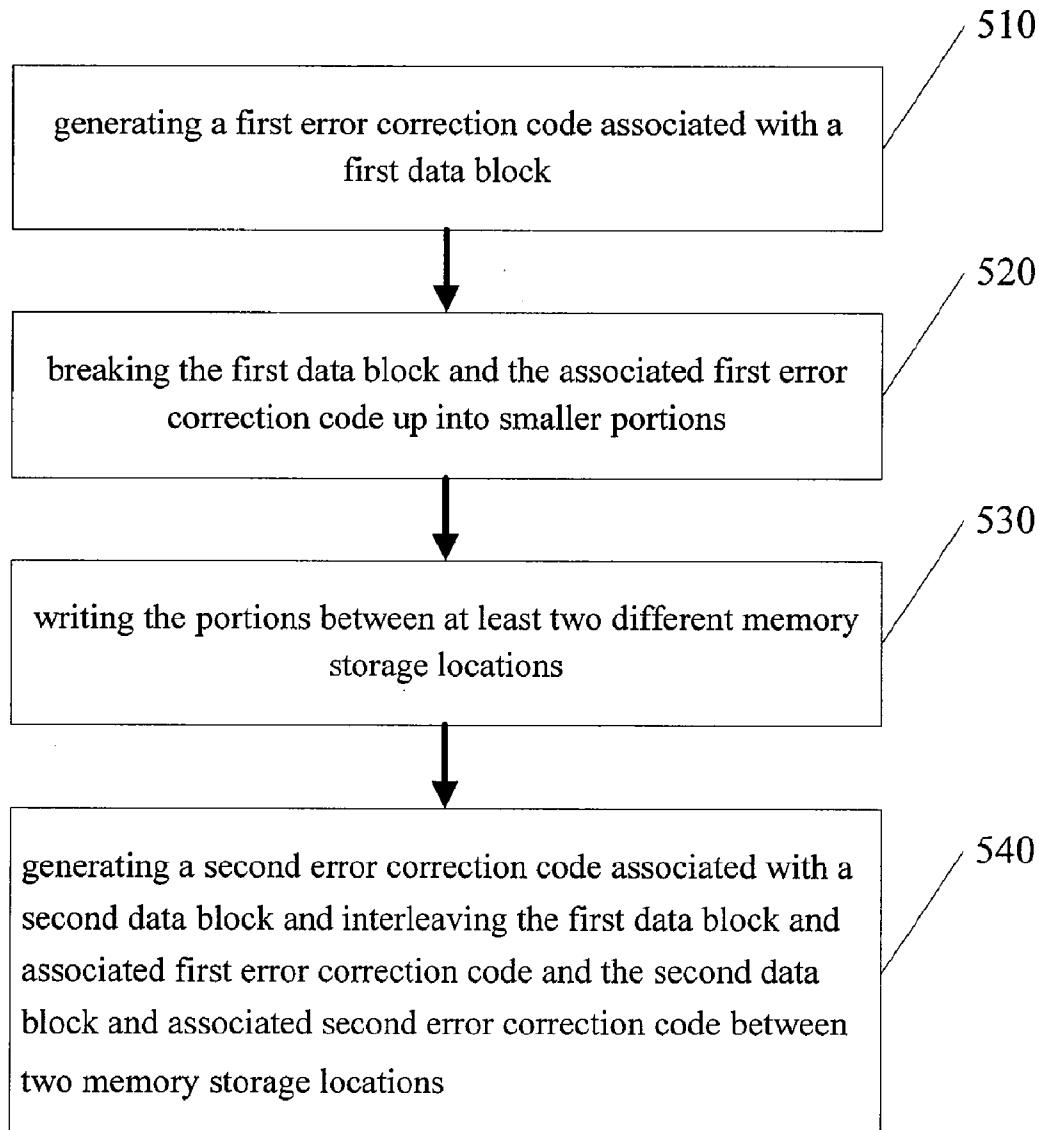 510
generating a first error correction code associated with a
first data block
520
breaking the first data block and the associated first error
correction code up into smaller portions
530
writing the portions between at least two different memory
storage locations
540
generating a second error correction code associated with a
second data block and interleaving the first data block and
associated first error correction code and the second data
block and associated second error correction code between
two memory storage locations